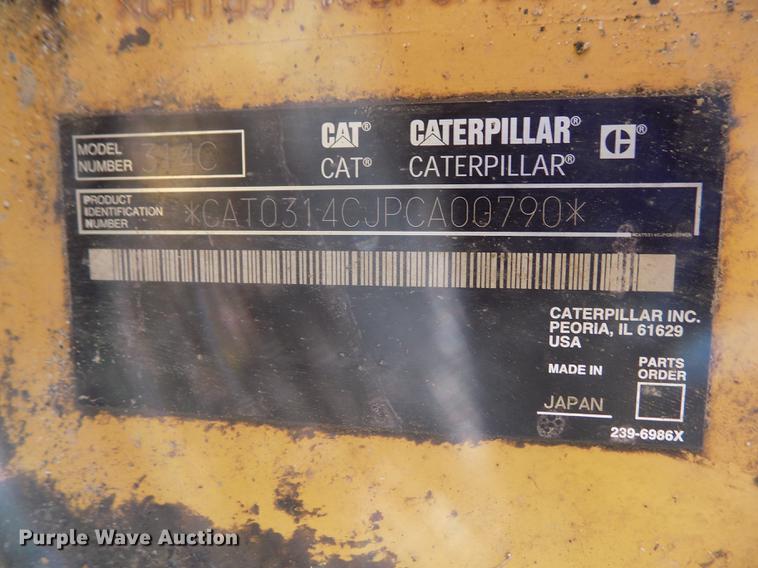 MODEL
NUMBER 314C
CAT® CATERPILLAR® C®
CAT® CATERPILLAR®
PRODUCT
IDENTIFICATION
NUMBER
*CAT0314CJPCA00790*
CATERPILLAR INC.
PEORIA, IL 61629
USA
MADE IN
JAPAN
PARTS
ORDER
239-6986X
Purple Wave Auction®